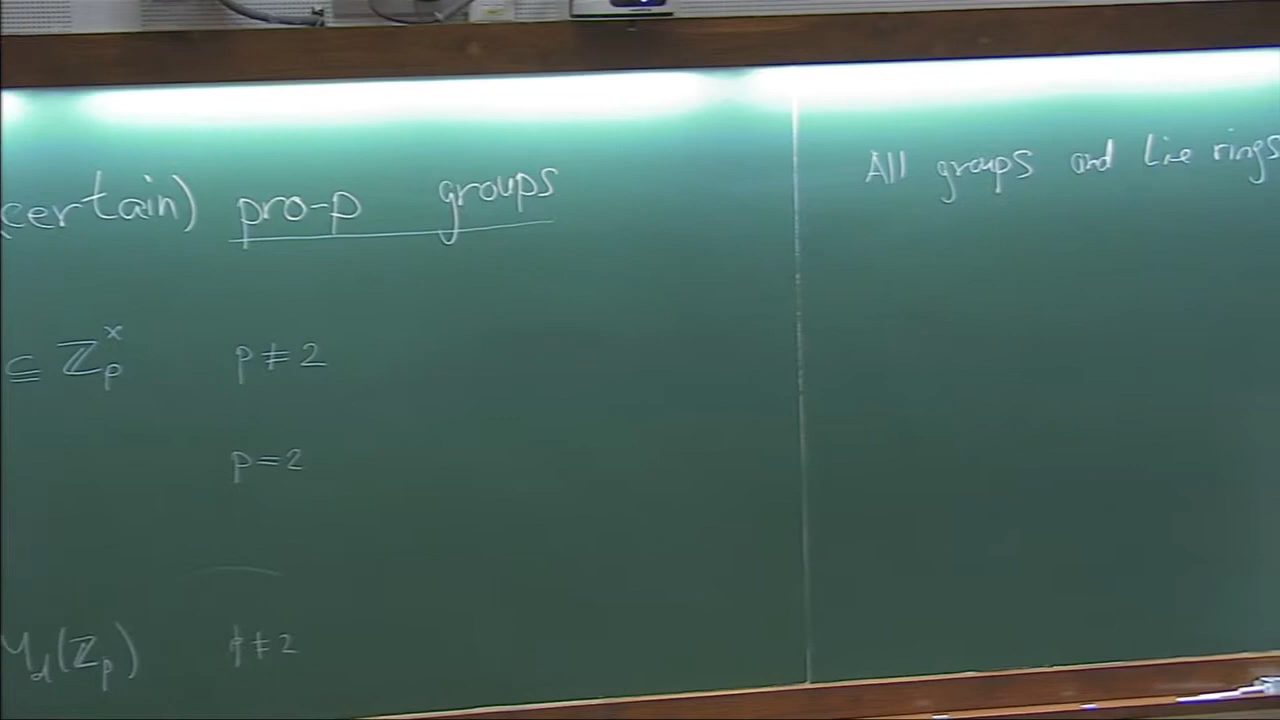 (certain) pro-p groups
⊆ ℤ_p^×   p ≠ 2
p = 2
(ℤ_p)   p ≠ 2
All groups and Lie rings